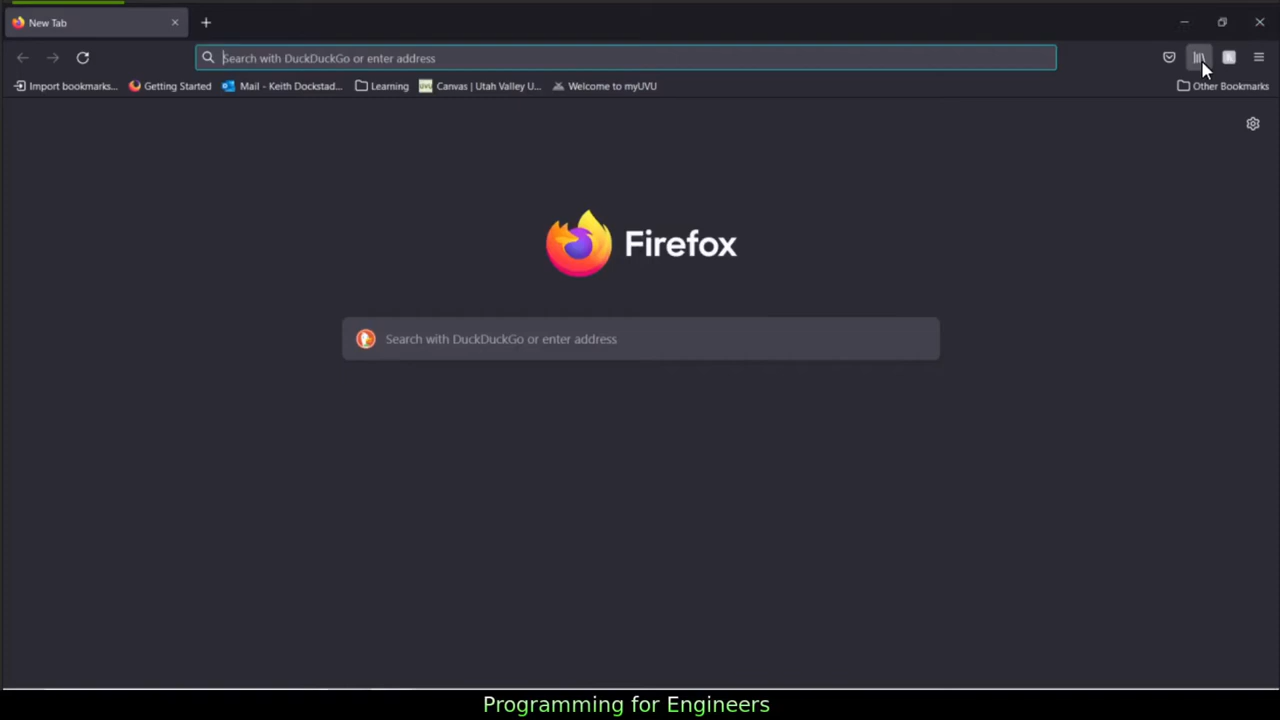 New Tab
Search with DuckDuckGo or enter address
Import bookmarks...
Getting Started
Mail - Keith Dockstad...
Learning
Canvas | Utah Valley U...
Welcome to myUVU
Other Bookmarks
Firefox
Search with DuckDuckGo or enter address
Programming for Engineers